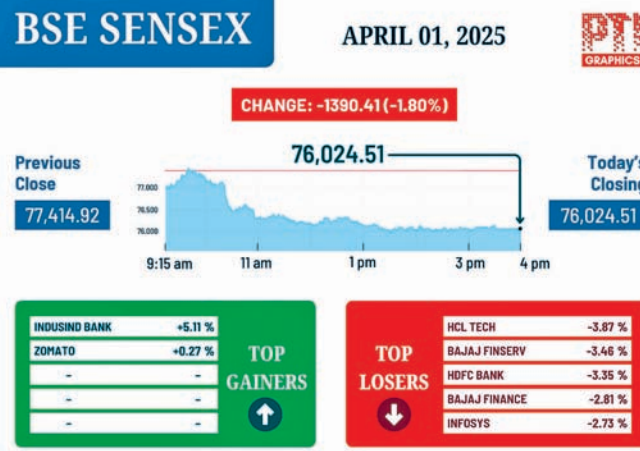 BSE SENSEX
APRIL 01, 2025
PTI
GRAPHICS
CHANGE: -1390.41 (-1.80%)
76,024.51
Previous
Close
77,414.92
Today's
Closing
76,024.51
77,000
76,500
76,000
9:15 am 11 am 1 pm 3 pm 4 pm
INDUSIND BANK +5.11 %
ZOMATO +0.27 %
- -
- -
- -
TOP
GAINERS
TOP
LOSERS
HCL TECH -3.87 %
BAJAJ FINSERV -3.46 %
HDFC BANK -3.35 %
BAJAJ FINANCE -2.81 %
INFOSYS -2.73 %